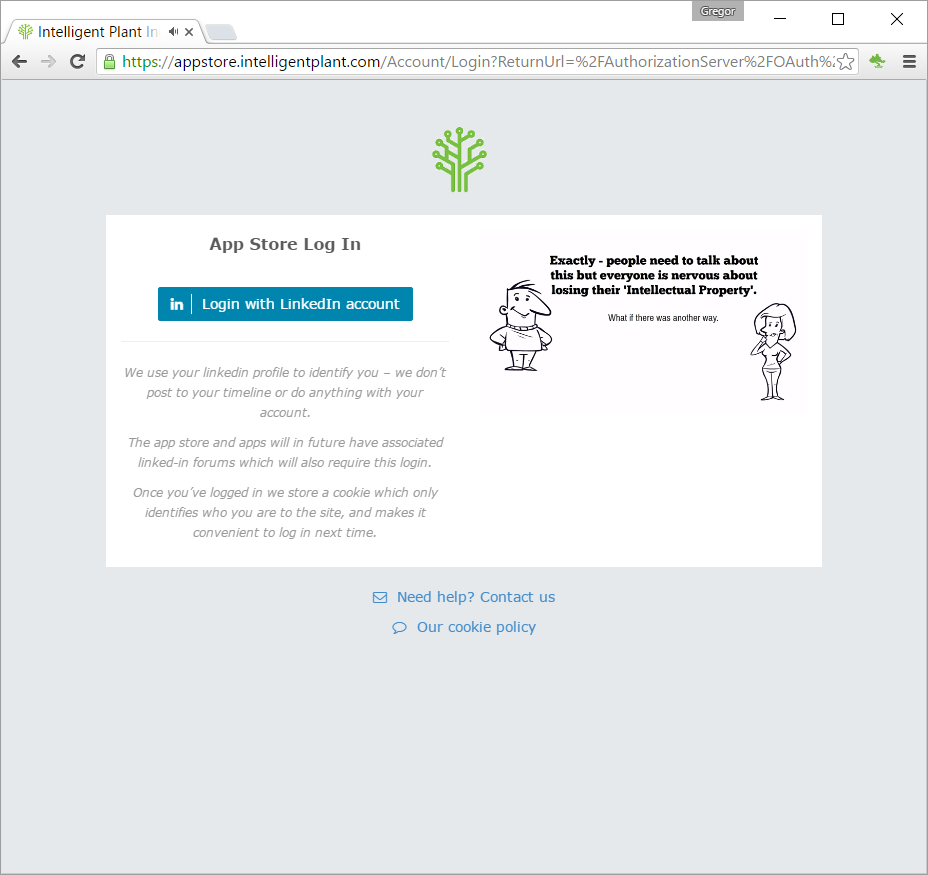 Gregor
Intelligent Plant In
https://appstore.intelligentplant.com/Account/Login?ReturnUrl=%2FAuthorizationServer%2FOAuth%2
App Store Log In
in Login with LinkedIn account
We use your linkedin profile to identify you – we don’t
post to your timeline or do anything with your
account.
The app store and apps will in future have associated
linked-in forums which will also require this login.
Once you’ve logged in we store a cookie which only
identifies who you are to the site, and makes it
convenient to log in next time.
Exactly - people need to talk about
this but everyone is nervous about
losing their 'Intellectual Property'.
What if there was another way.
Need help? Contact us
Our cookie policy